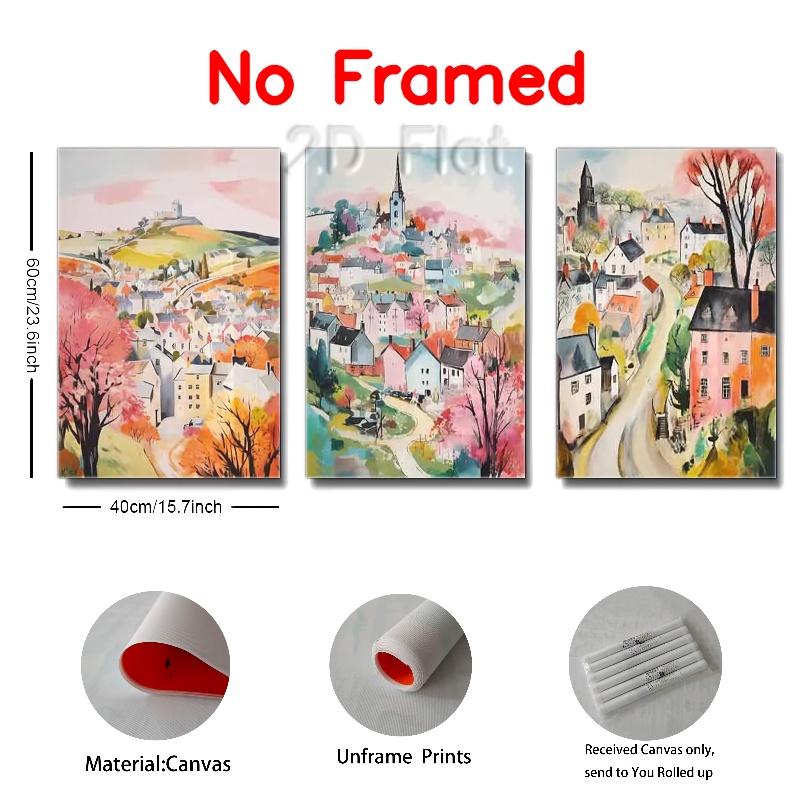 No Framed
2D Flat
60cm/23.6inch
40cm/15.7inch
Material:Canvas
Unframe Prints
Received Canvas only,
send to You Rolled up